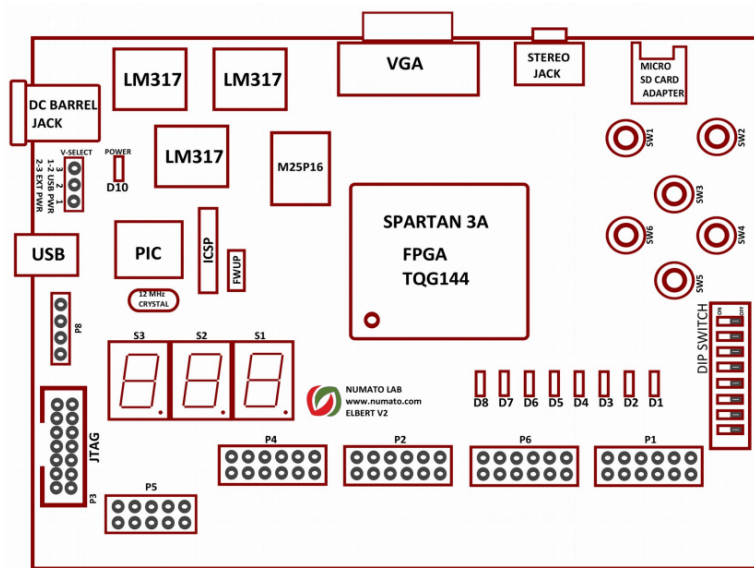 VGA
STEREO
JACK
MICRO
SD CARD
ADAPTER
LM317
LM317
DC BARREL
JACK
V-SELECT
3
2
1
1-2 USB PWR
2-3 EXT PWR
POWER
D10
LM317
M25P16
SW1
SW2
SW3
SW6
SW4
SW5
SPARTAN 3A
FPGA
TQG144
USB
PIC
ICSP
FWUP
12 MHz
CRYSTAL
P8
S3
S2
S1
ON
OFF
DIP SWITCH
NUMATO LAB
www.numato.com
ELBERT V2
D8
D7
D6
D5
D4
D3
D2
D1
JTAG
P3
P5
P4
P2
P6
P1